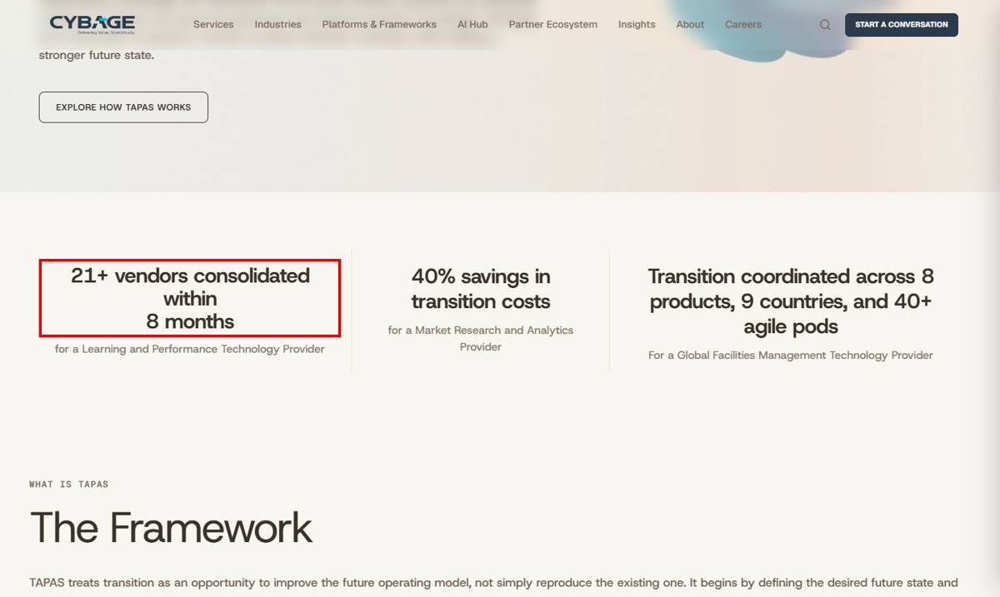 CYBAGE
Delivering Value. Scientifically.
Services
Industries
Platforms & Frameworks
AI Hub
Partner Ecosystem
Insights
About
Careers
START A CONVERSATION
stronger future state.
EXPLORE HOW TAPAS WORKS
21+ vendors consolidated
within
8 months
for a Learning and Performance Technology Provider
40% savings in
transition costs
for a Market Research and Analytics
Provider
Transition coordinated across 8
products, 9 countries, and 40+
agile pods
For a Global Facilities Management Technology Provider
WHAT IS TAPAS
The Framework
TAPAS treats transition as an opportunity to improve the future operating model, not simply reproduce the existing one. It begins by defining the desired future state and